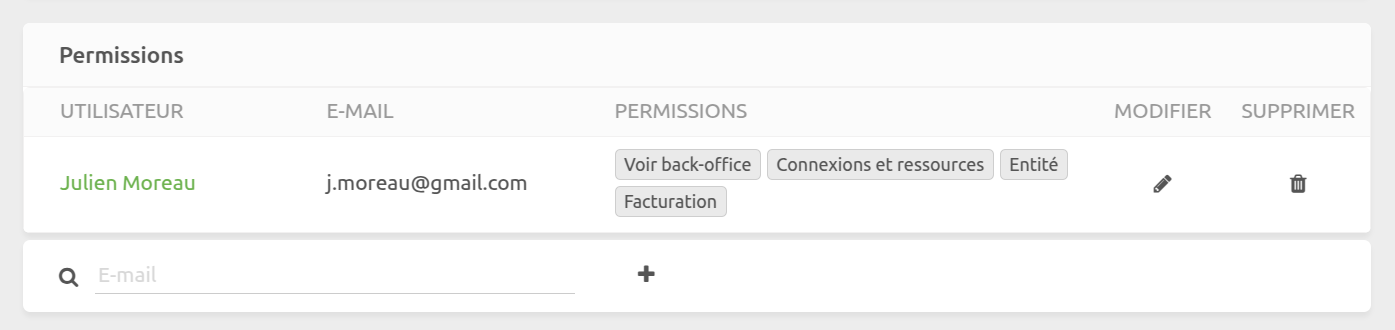 Permissions
UTILISATEUR E-MAIL PERMISSIONS MODIFIER SUPPRIMER
Julien Moreau j.moreau@gmail.com Voir back-office Connexions et ressources Entité
Facturation
E-mail